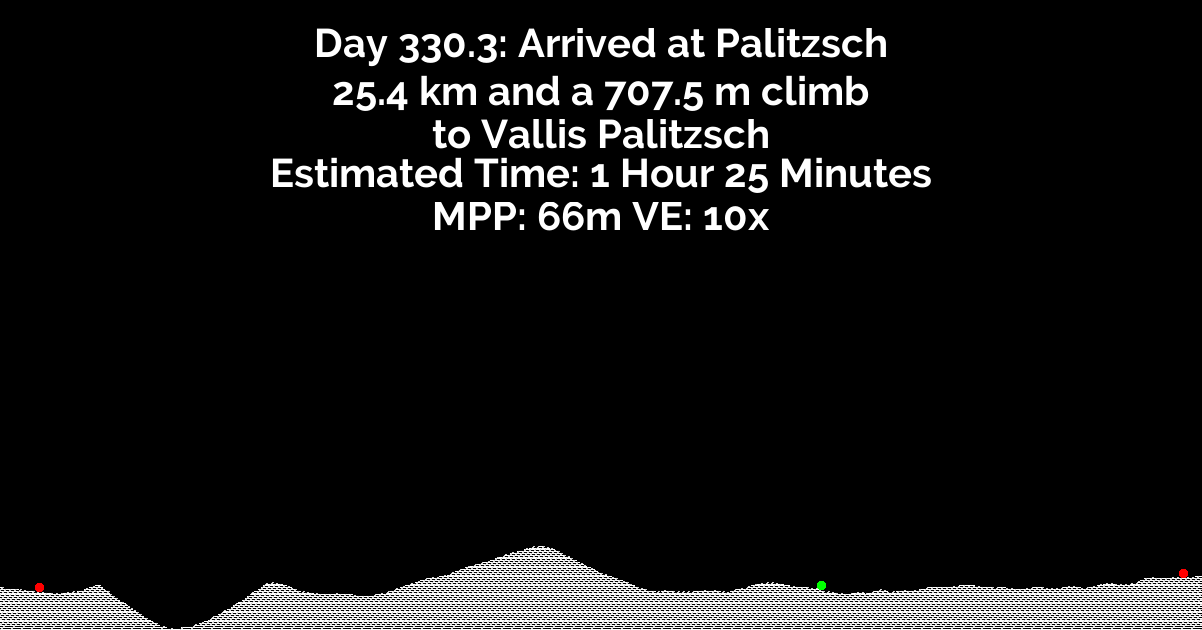 Day 330.3: Arrived at Palitzsch
25.4 km and a 707.5 m climb
to Vallis Palitzsch
Estimated Time: 1 Hour 25 Minutes
MPP: 66m VE: 10x